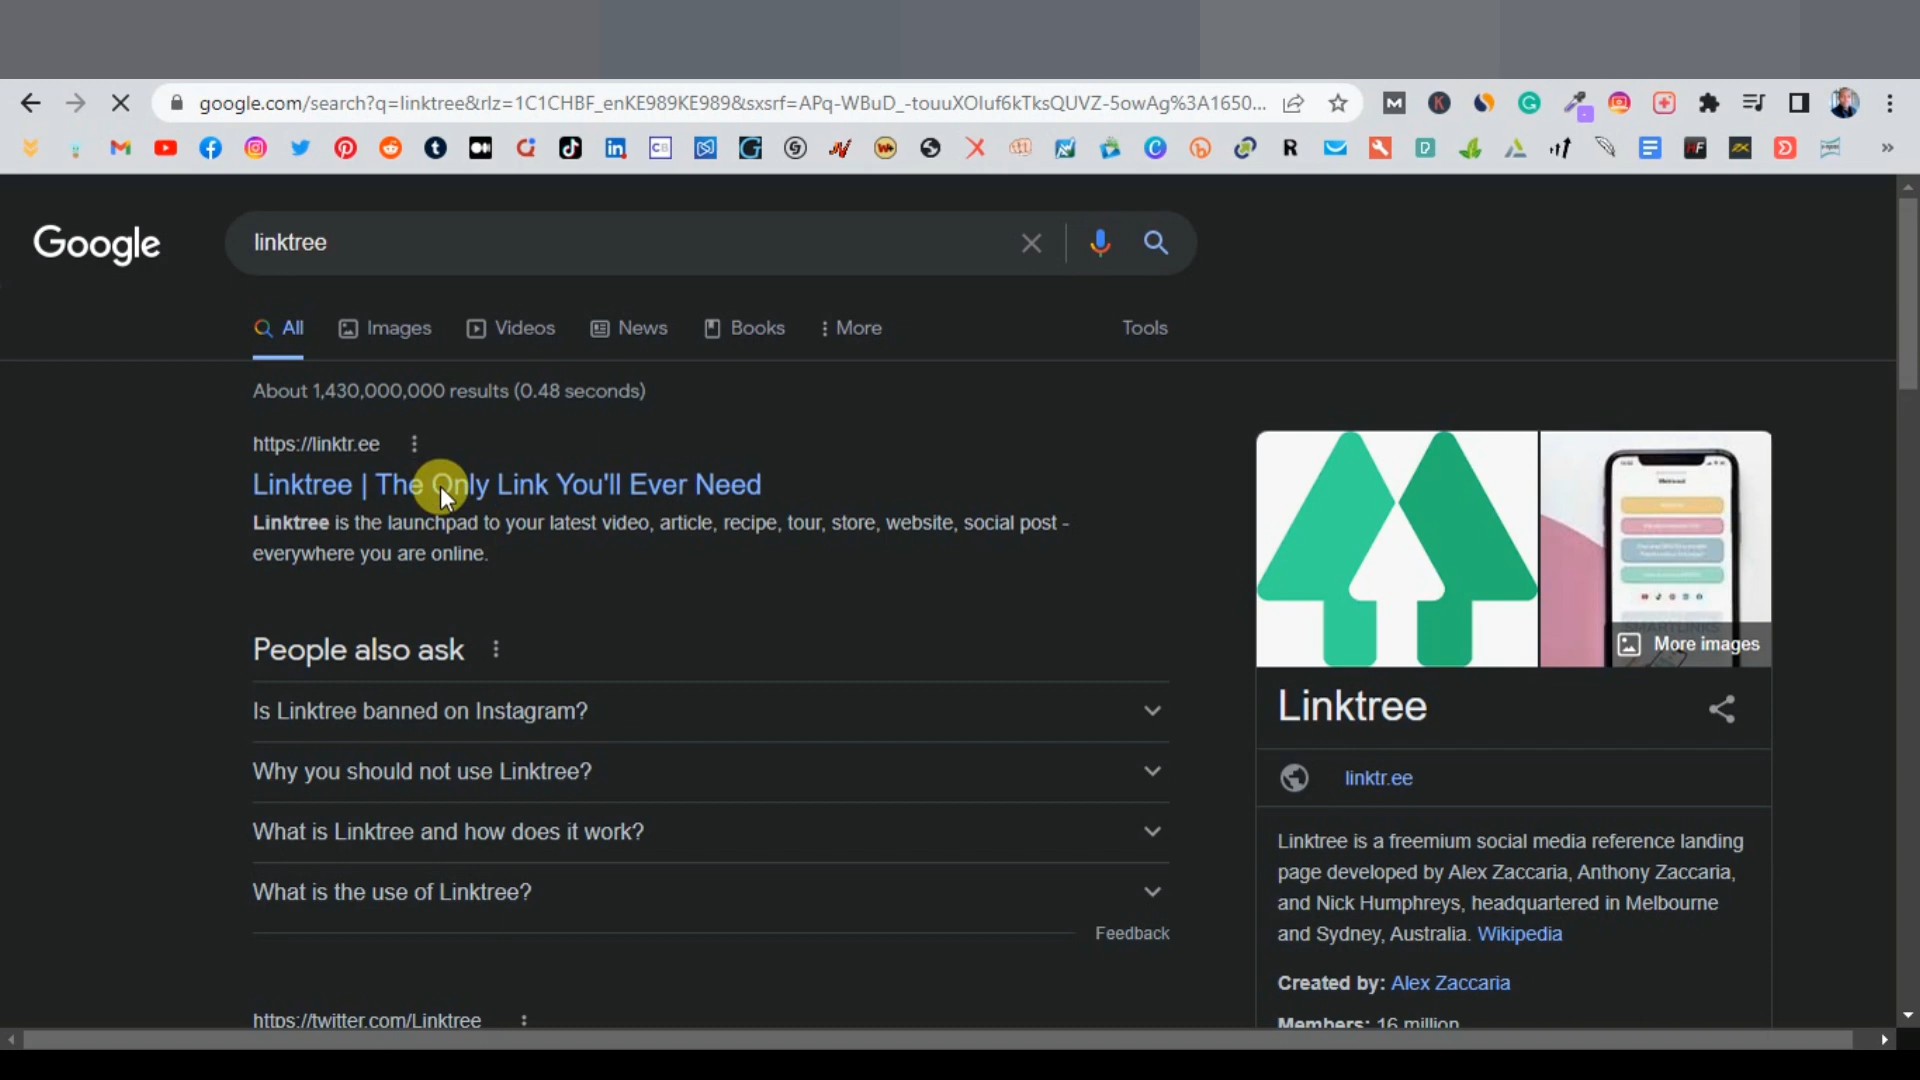 google.com/search?q=linktree&rlz=1C1CHBF_enKE989KE989&sxsrf=APq-WBuD_-touuXOIuf6kTksQUVZ-5owAg%3A1650...
Google
linktree
All Images Videos News Books More Tools
About 1,430,000,000 results (0.48 seconds)
https://linktr.ee
Linktree | The Only Link You'll Ever Need
Linktree is the launchpad to your latest video, article, recipe, tour, store, website, social post -
everywhere you are online.
People also ask
Is Linktree banned on Instagram?
Why you should not use Linktree?
What is Linktree and how does it work?
What is the use of Linktree?
Feedback
https://twitter.com/Linktree
More images
Linktree
linktr.ee
Linktree is a freemium social media reference landing
page developed by Alex Zaccaria, Anthony Zaccaria,
and Nick Humphreys, headquartered in Melbourne
and Sydney, Australia. Wikipedia
Created by: Alex Zaccaria
Members: 16 million